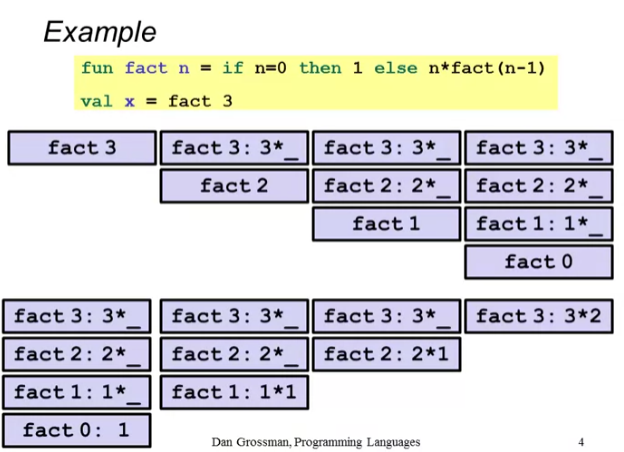 Example
fun fact n = if n=0 then 1 else n*fact(n-1)
val x = fact 3
fact 3 fact 3: 3*_ fact 3: 3*_ fact 3: 3*_
fact 2 fact 2: 2*_ fact 2: 2*_
fact 1 fact 1: 1*_
fact 0
fact 3: 3*_ fact 3: 3*_ fact 3: 3*_ fact 3: 3*2
fact 2: 2*_ fact 2: 2*_ fact 2: 2*1
fact 1: 1*_ fact 1: 1*1
fact 0: 1
Dan Grossman, Programming Languages 4